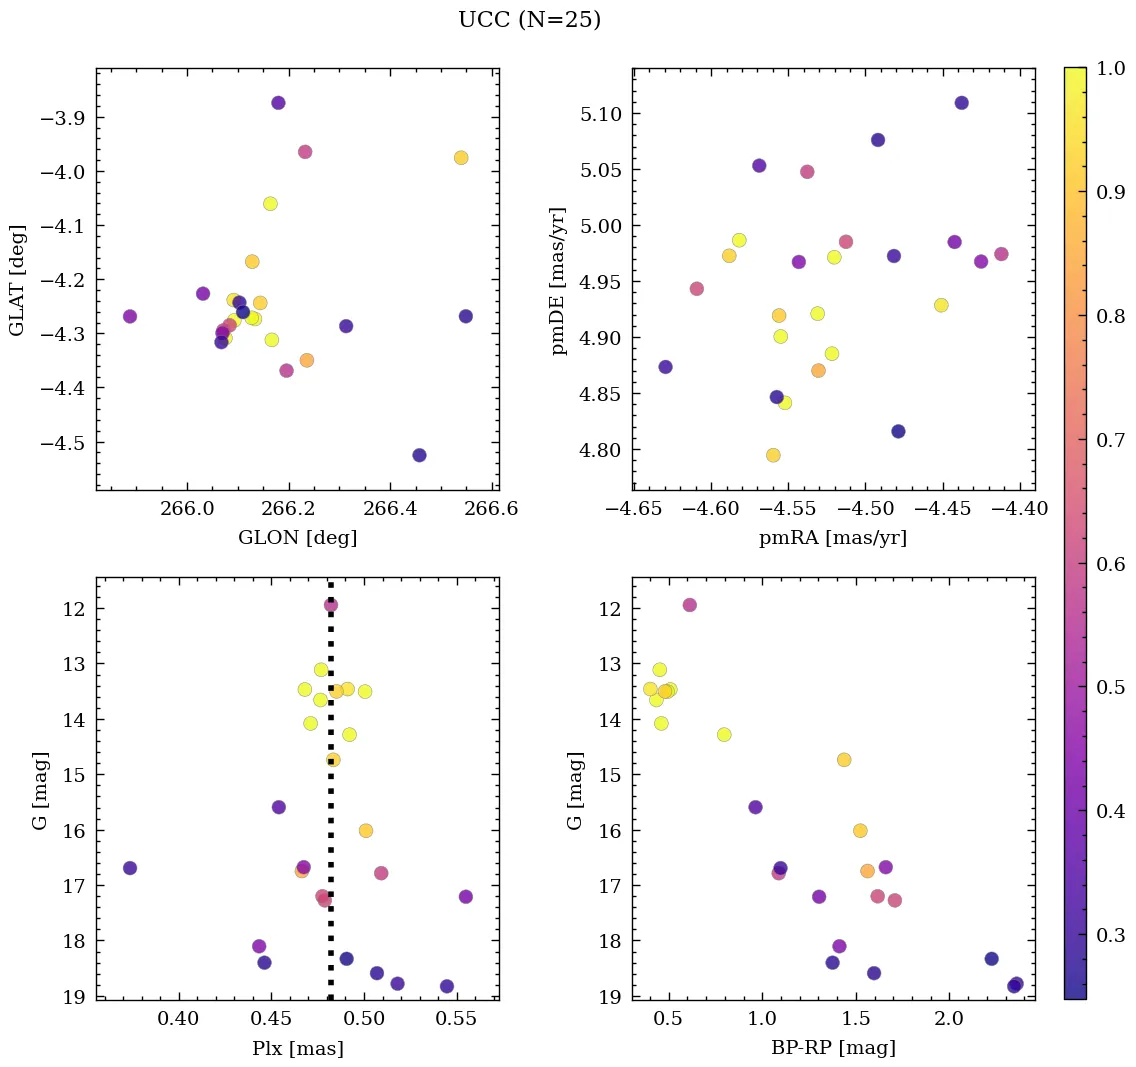 UCC (N=25)
−3.9
−4.0
−4.1
−4.2
−4.3
−4.4
−4.5
GLAT [deg]
266.0 266.2 266.4 266.6
GLON [deg]
5.10
5.05
5.00
4.95
4.90
4.85
4.80
pmDE [mas/yr]
−4.65 −4.60 −4.55 −4.50 −4.45 −4.40
pmRA [mas/yr]
12
13
14
15
16
17
18
19
G [mag]
0.40 0.45 0.50 0.55
Plx [mas]
12
13
14
15
16
17
18
19
G [mag]
0.5 1.0 1.5 2.0
BP-RP [mag]
1.0
0.9
0.8
0.7
0.6
0.5
0.4
0.3